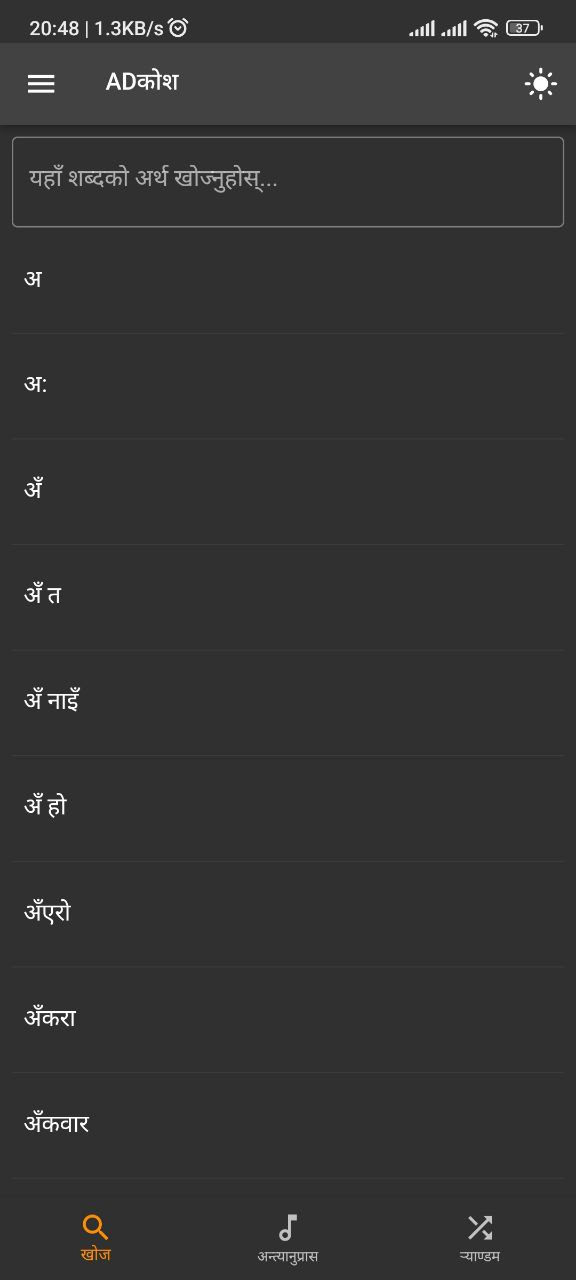 20:48 | 1.3KB/s
37
ADकोश
यहाँ शब्दको अर्थ खोज्नुहोस्...
अ
अ:
अँ
अँ त
अँ नाइँ
अँ हो
अँएरो
अँकरा
अँकवार
खोज अन्त्यानुप्रास ऱ्याण्डम